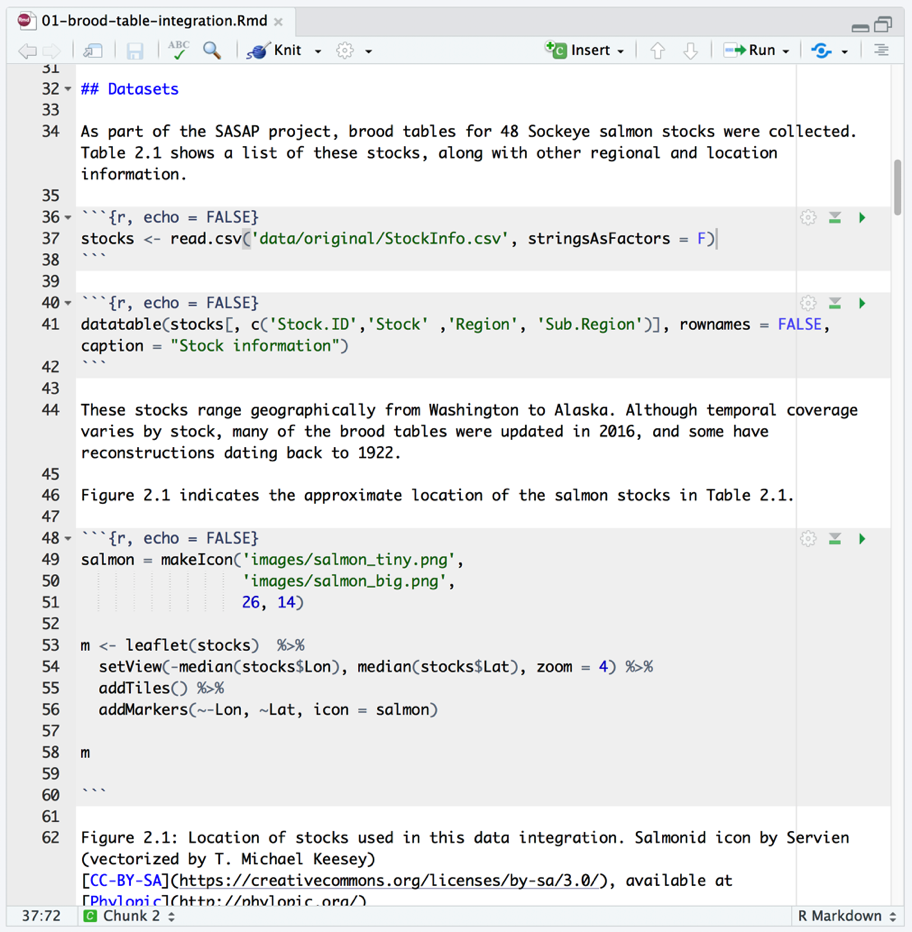 01-brood-table-integration.Rmd
ABC Knit Insert Run
31
32 ## Datasets
33
34 As part of the SASAP project, brood tables for 48 Sockeye salmon stocks were collected.
Table 2.1 shows a list of these stocks, along with other regional and location
information.
35
36 ```{r, echo = FALSE}
37 stocks <- read.csv('data/original/StockInfo.csv', stringsAsFactors = F)
38 ```
39
40 ```{r, echo = FALSE}
41 datatable(stocks[, c('Stock.ID','Stock' ,'Region', 'Sub.Region')], rownames = FALSE,
caption = "Stock information")
42 ```
43
44 These stocks range geographically from Washington to Alaska. Although temporal coverage
varies by stock, many of the brood tables were updated in 2016, and some have
reconstructions dating back to 1922.
45
46 Figure 2.1 indicates the approximate location of the salmon stocks in Table 2.1.
47
48 ```{r, echo = FALSE}
49 salmon = makeIcon('images/salmon_tiny.png',
50                   'images/salmon_big.png',
51                   26, 14)
52
53 m <- leaflet(stocks)  %>%
54   setView(-median(stocks$Lon), median(stocks$Lat), zoom = 4) %>%
55   addTiles() %>%
56   addMarkers(~-Lon, ~Lat, icon = salmon)
57
58 m
59
60 ```
61
62 Figure 2.1: Location of stocks used in this data integration. Salmonid icon by Servien
(vectorized by T. Michael Keesey)
[CC-BY-SA](https://creativecommons.org/licenses/by-sa/3.0/), available at
[Phylopic](http://phylopic.org/)
37:72 Chunk 2 R Markdown